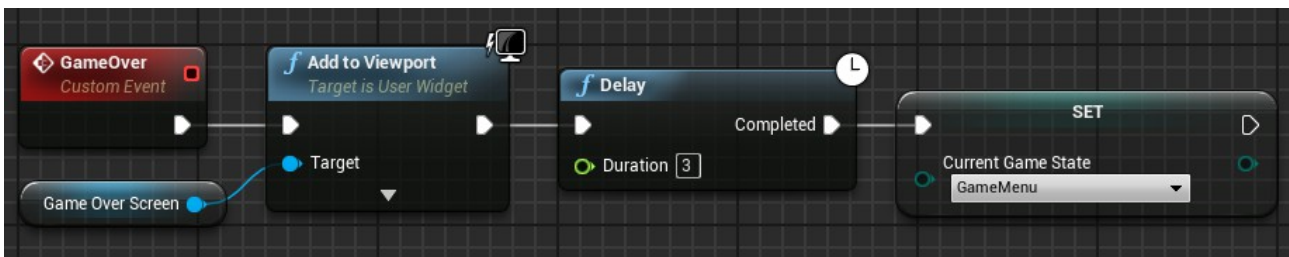 GameOver
Custom Event
Game Over Screen
f Add to Viewport
Target is User Widget
Target
f Delay
Completed
Duration 3
SET
Current Game State
GameMenu